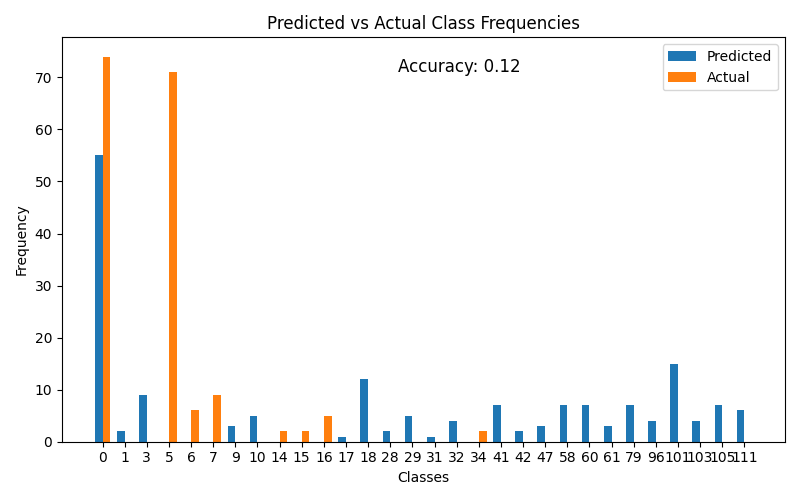 Predicted vs Actual Class Frequencies
Accuracy: 0.12
Predicted
Actual
Frequency
70
60
50
40
30
20
10
0
0 1 3 5 6 7 9 10 14 15 16 17 18 28 29 31 32 34 41 42 47 58 60 61 79 96 101 103 105 111
Classes